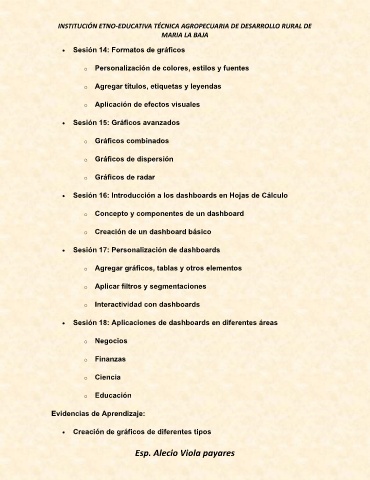 INSTITUCIÓN ETNO-EDUCATIVA TÉCNICA AGROPECUARIA DE DESARROLLO RURAL DE
MARIA LA BAJA
• Sesión 14: Formatos de gráficos
o Personalización de colores, estilos y fuentes
o Agregar títulos, etiquetas y leyendas
o Aplicación de efectos visuales
• Sesión 15: Gráficos avanzados
o Gráficos combinados
o Gráficos de dispersión
o Gráficos de radar
• Sesión 16: Introducción a los dashboards en Hojas de Cálculo
o Concepto y componentes de un dashboard
o Creación de un dashboard básico
• Sesión 17: Personalización de dashboards
o Agregar gráficos, tablas y otros elementos
o Aplicar filtros y segmentaciones
o Interactividad con dashboards
• Sesión 18: Aplicaciones de dashboards en diferentes áreas
o Negocios
o Finanzas
o Ciencia
o Educación
Evidencias de Aprendizaje:
• Creación de gráficos de diferentes tipos
Esp. Alecio Viola payares